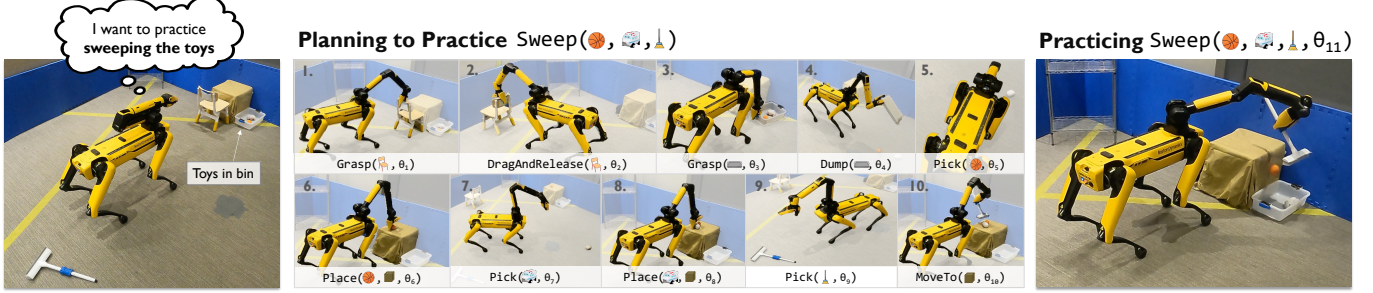 I want to practice
sweeping the toys
Toys in bin
Planning to Practice Sweep(🏀, 🚑, 🧹)
1.
Grasp(🪑, θ₁)
2.
DragAndRelease(🪑, θ₂)
3.
Grasp(▬, θ₃)
4.
Dump(▬, θ₄)
5.
Pick(🏀, θ₅)
6.
Place(🏀, 🟫, θ₆)
7.
Pick(🚑, θ₇)
8.
Place(🚑, 🟫, θ₈)
9.
Pick(🧹, θ₉)
10.
MoveTo(🟫, θ₁₀)
Practicing Sweep(🏀, 🚑, 🧹, θ₁₁)